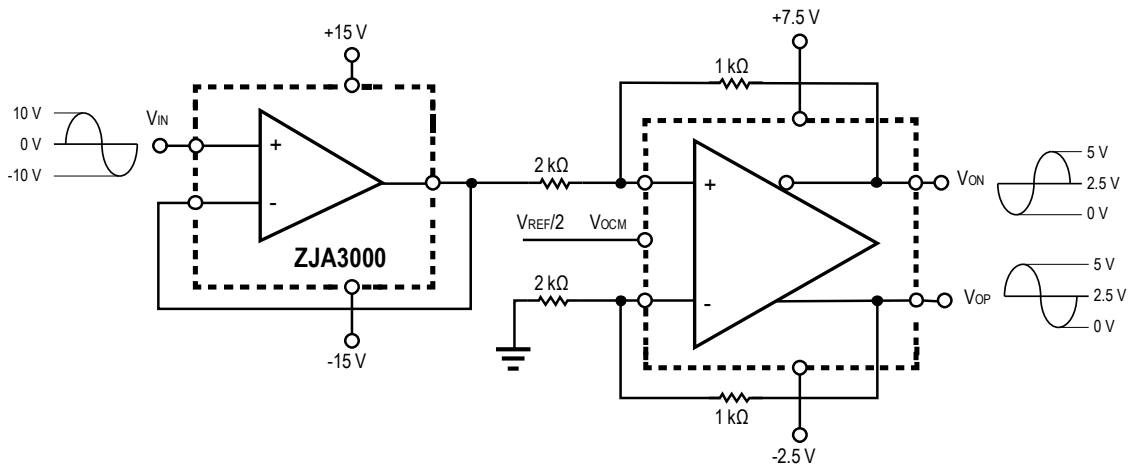 +15 V
+7.5 V
1 kΩ
10 V
0 V
-10 V
VIN
+
-
ZJA3000
-15 V
2 kΩ
VREF/2 VOCM
2 kΩ
+
-
VON
5 V
2.5 V
0 V
VOP
5 V
2.5 V
0 V
1 kΩ
-2.5 V